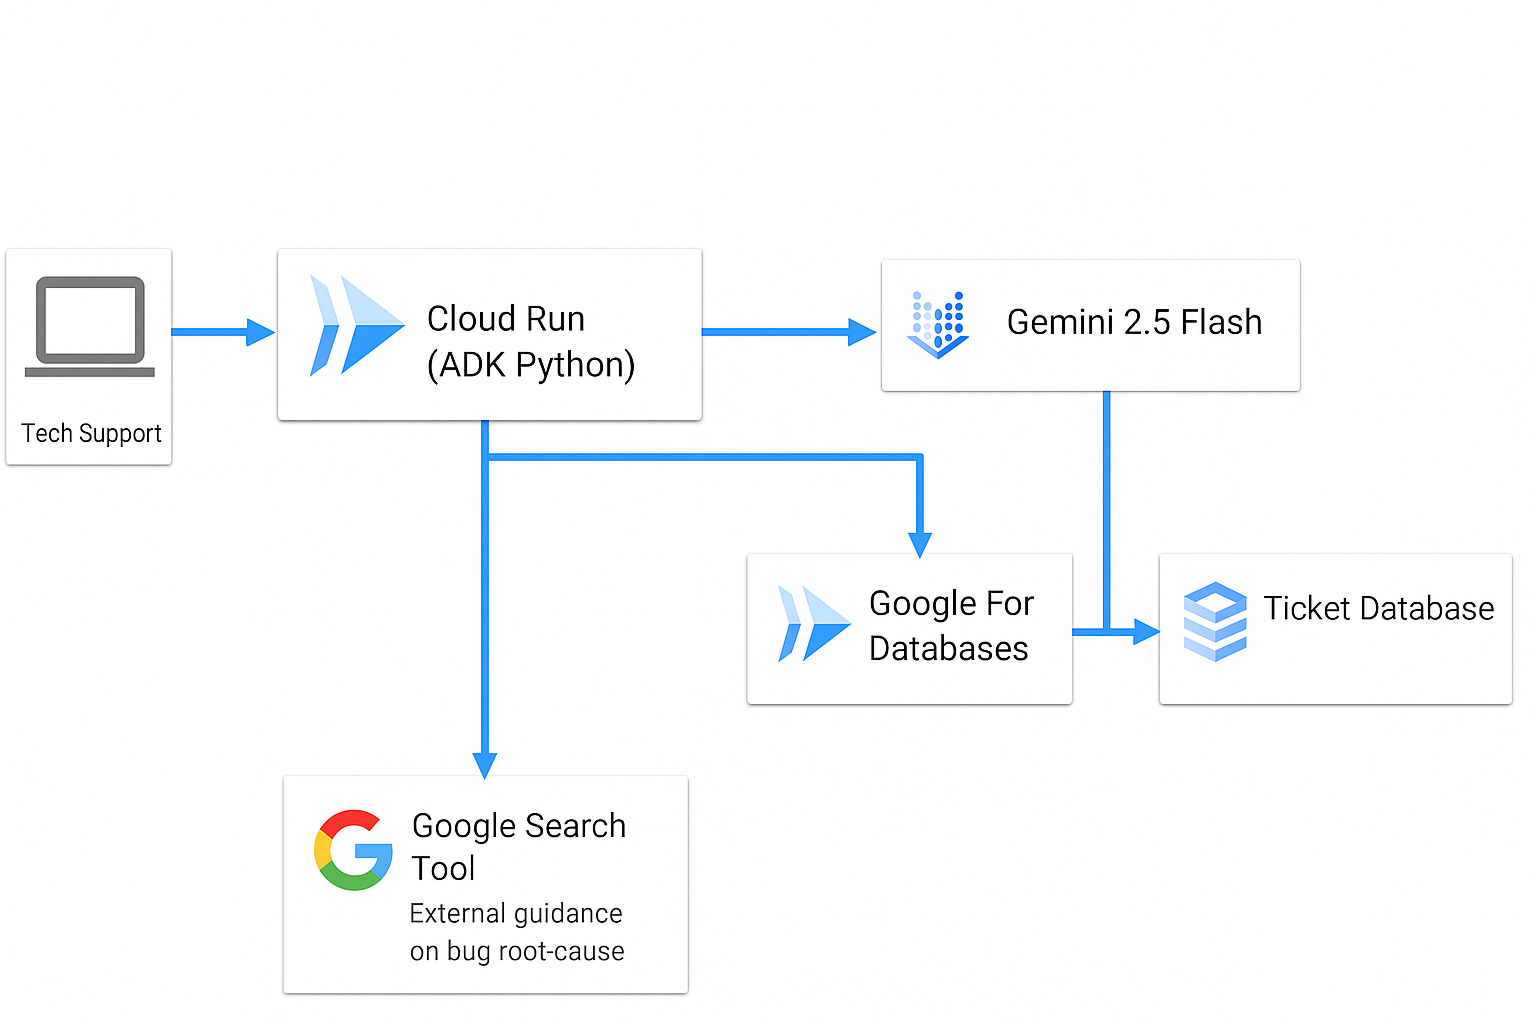 Tech Support
Cloud Run
(ADK Python)
Gemini 2.5 Flash
Google For
Databases
Ticket Database
Google Search
Tool
External guidance
on bug root-cause